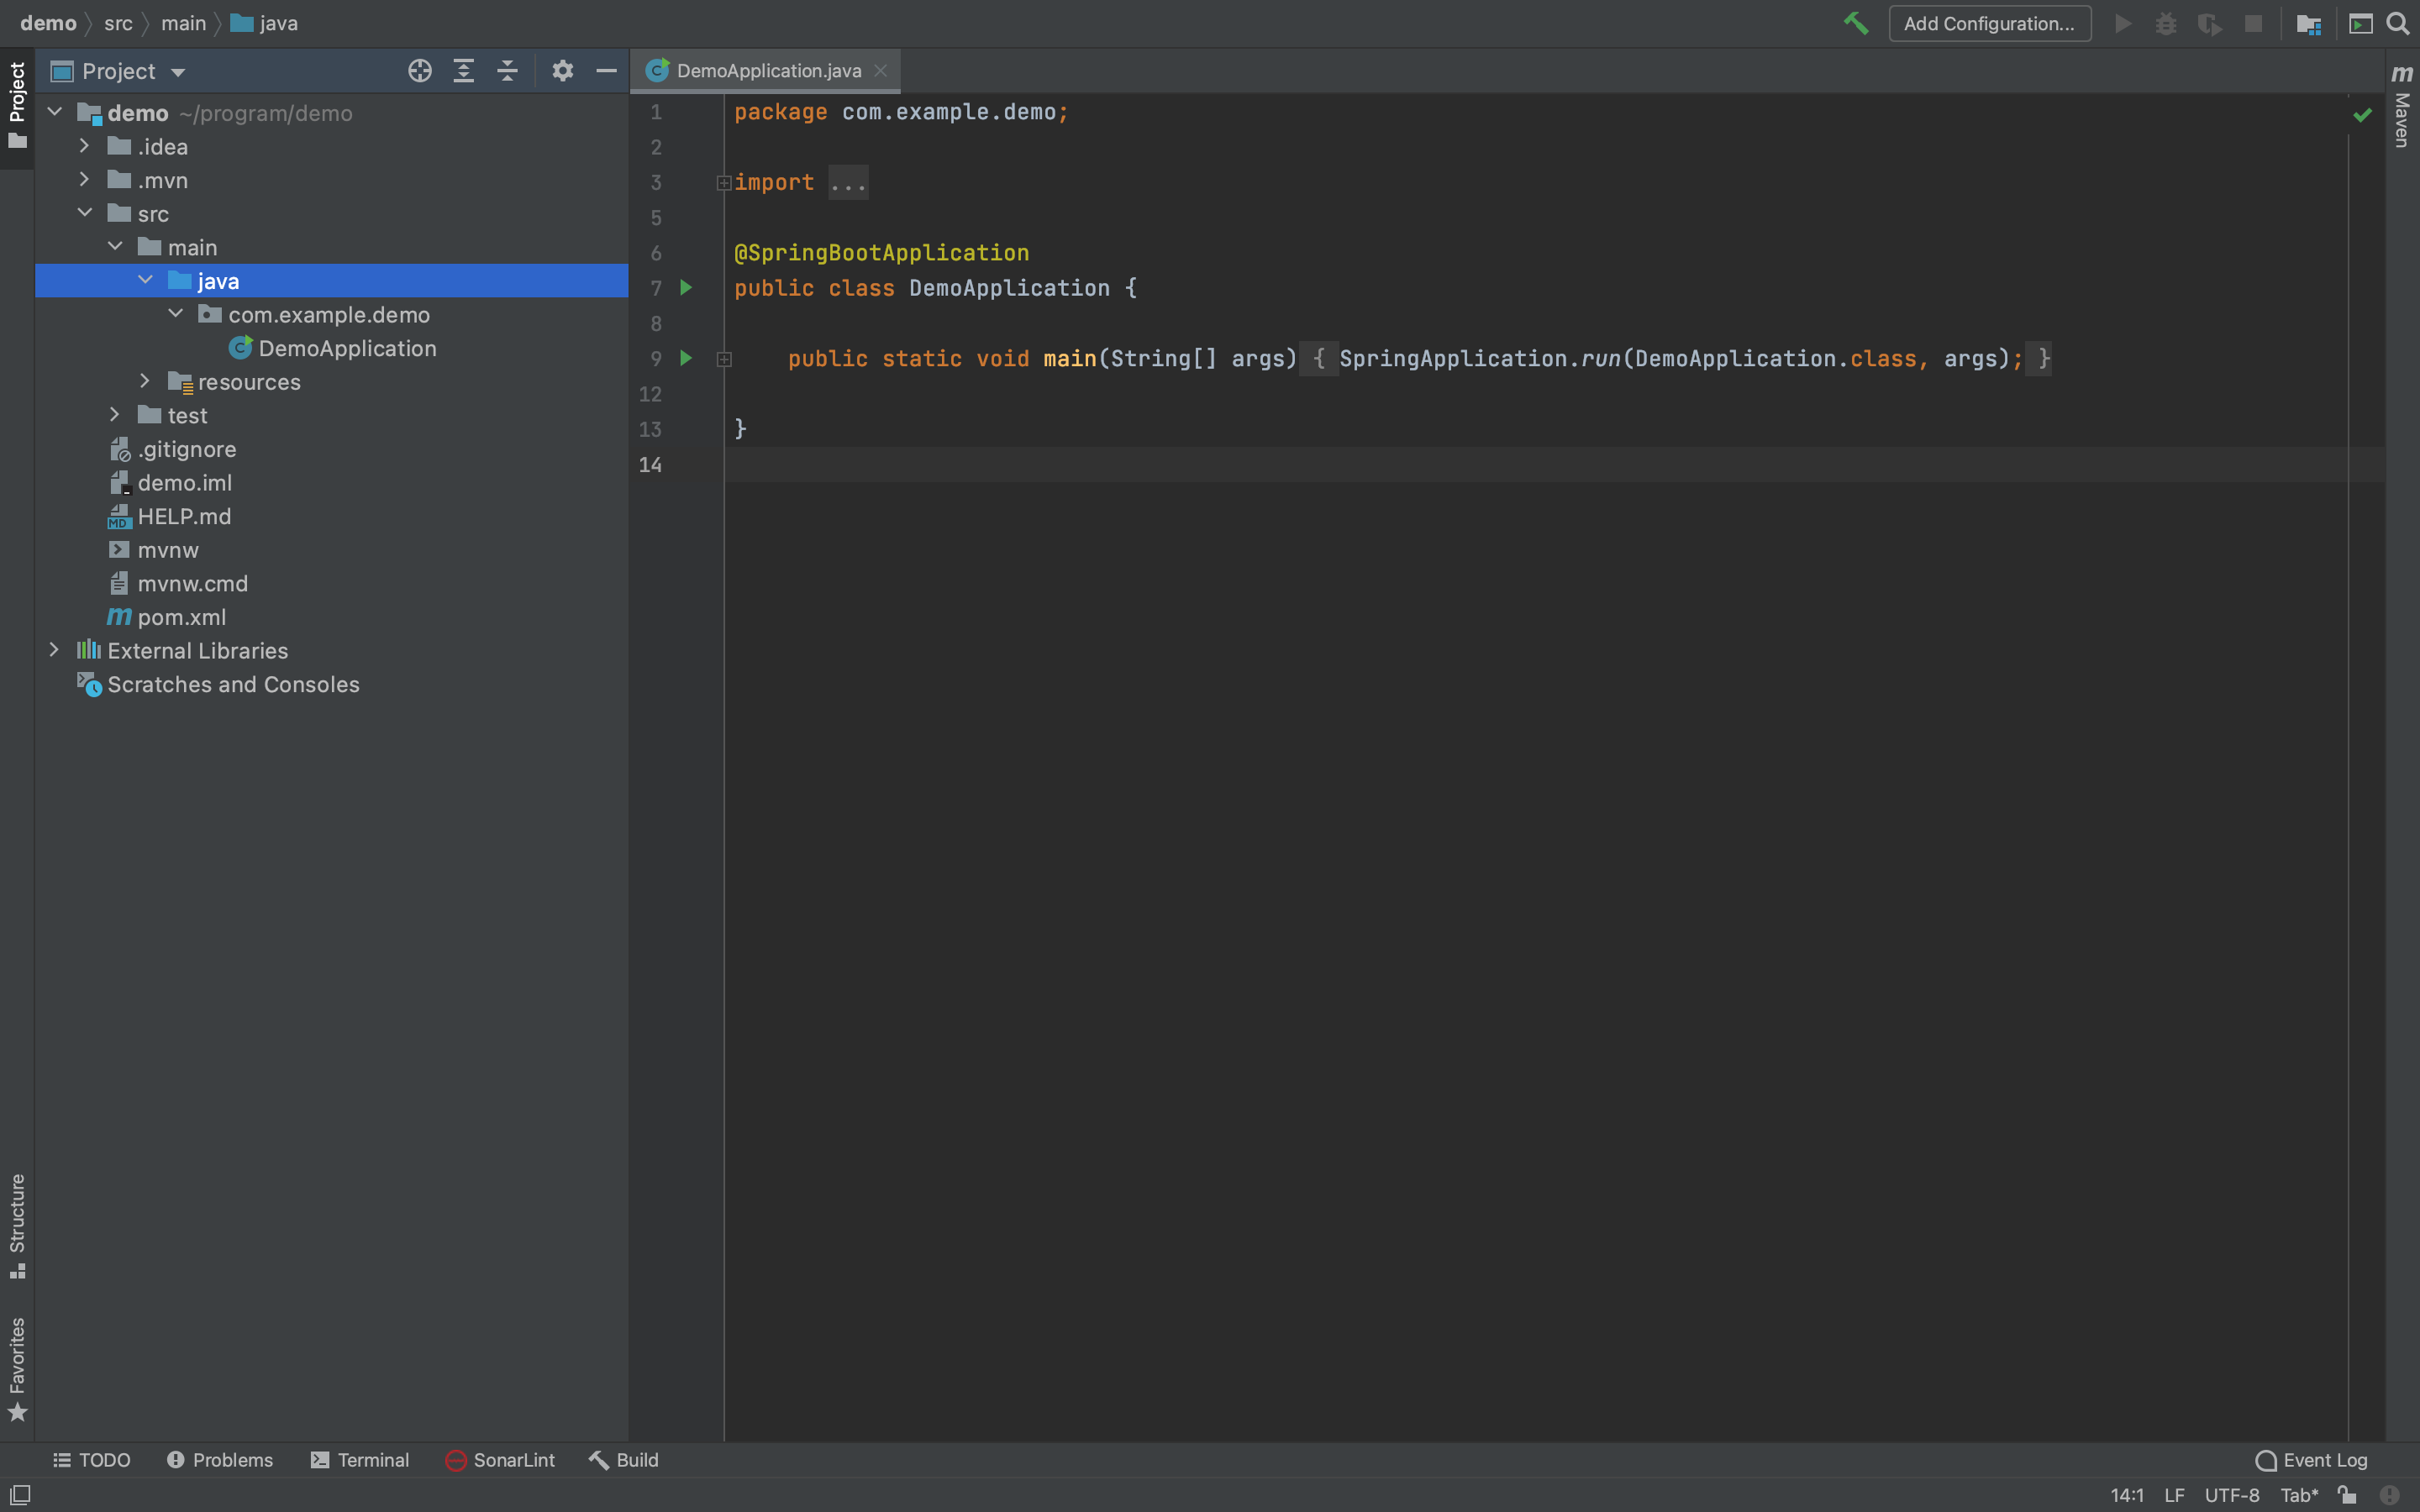 demo src main java
Add Configuration...
Project
Project
demo ~/program/demo
.idea
.mvn
src
main
java
com.example.demo
DemoApplication
resources
test
.gitignore
demo.iml
HELP.md
mvnw
mvnw.cmd
pom.xml
External Libraries
Scratches and Consoles
Structure
Favorites
DemoApplication.java
1 package com.example.demo;
2
3 import ...
5
6 @SpringBootApplication
7 public class DemoApplication {
8
9 public static void main(String[] args) { SpringApplication.run(DemoApplication.class, args); }
12
13 }
14
m Maven
TODO Problems Terminal SonarLint Build
Event Log
14:1 LF UTF-8 Tab*